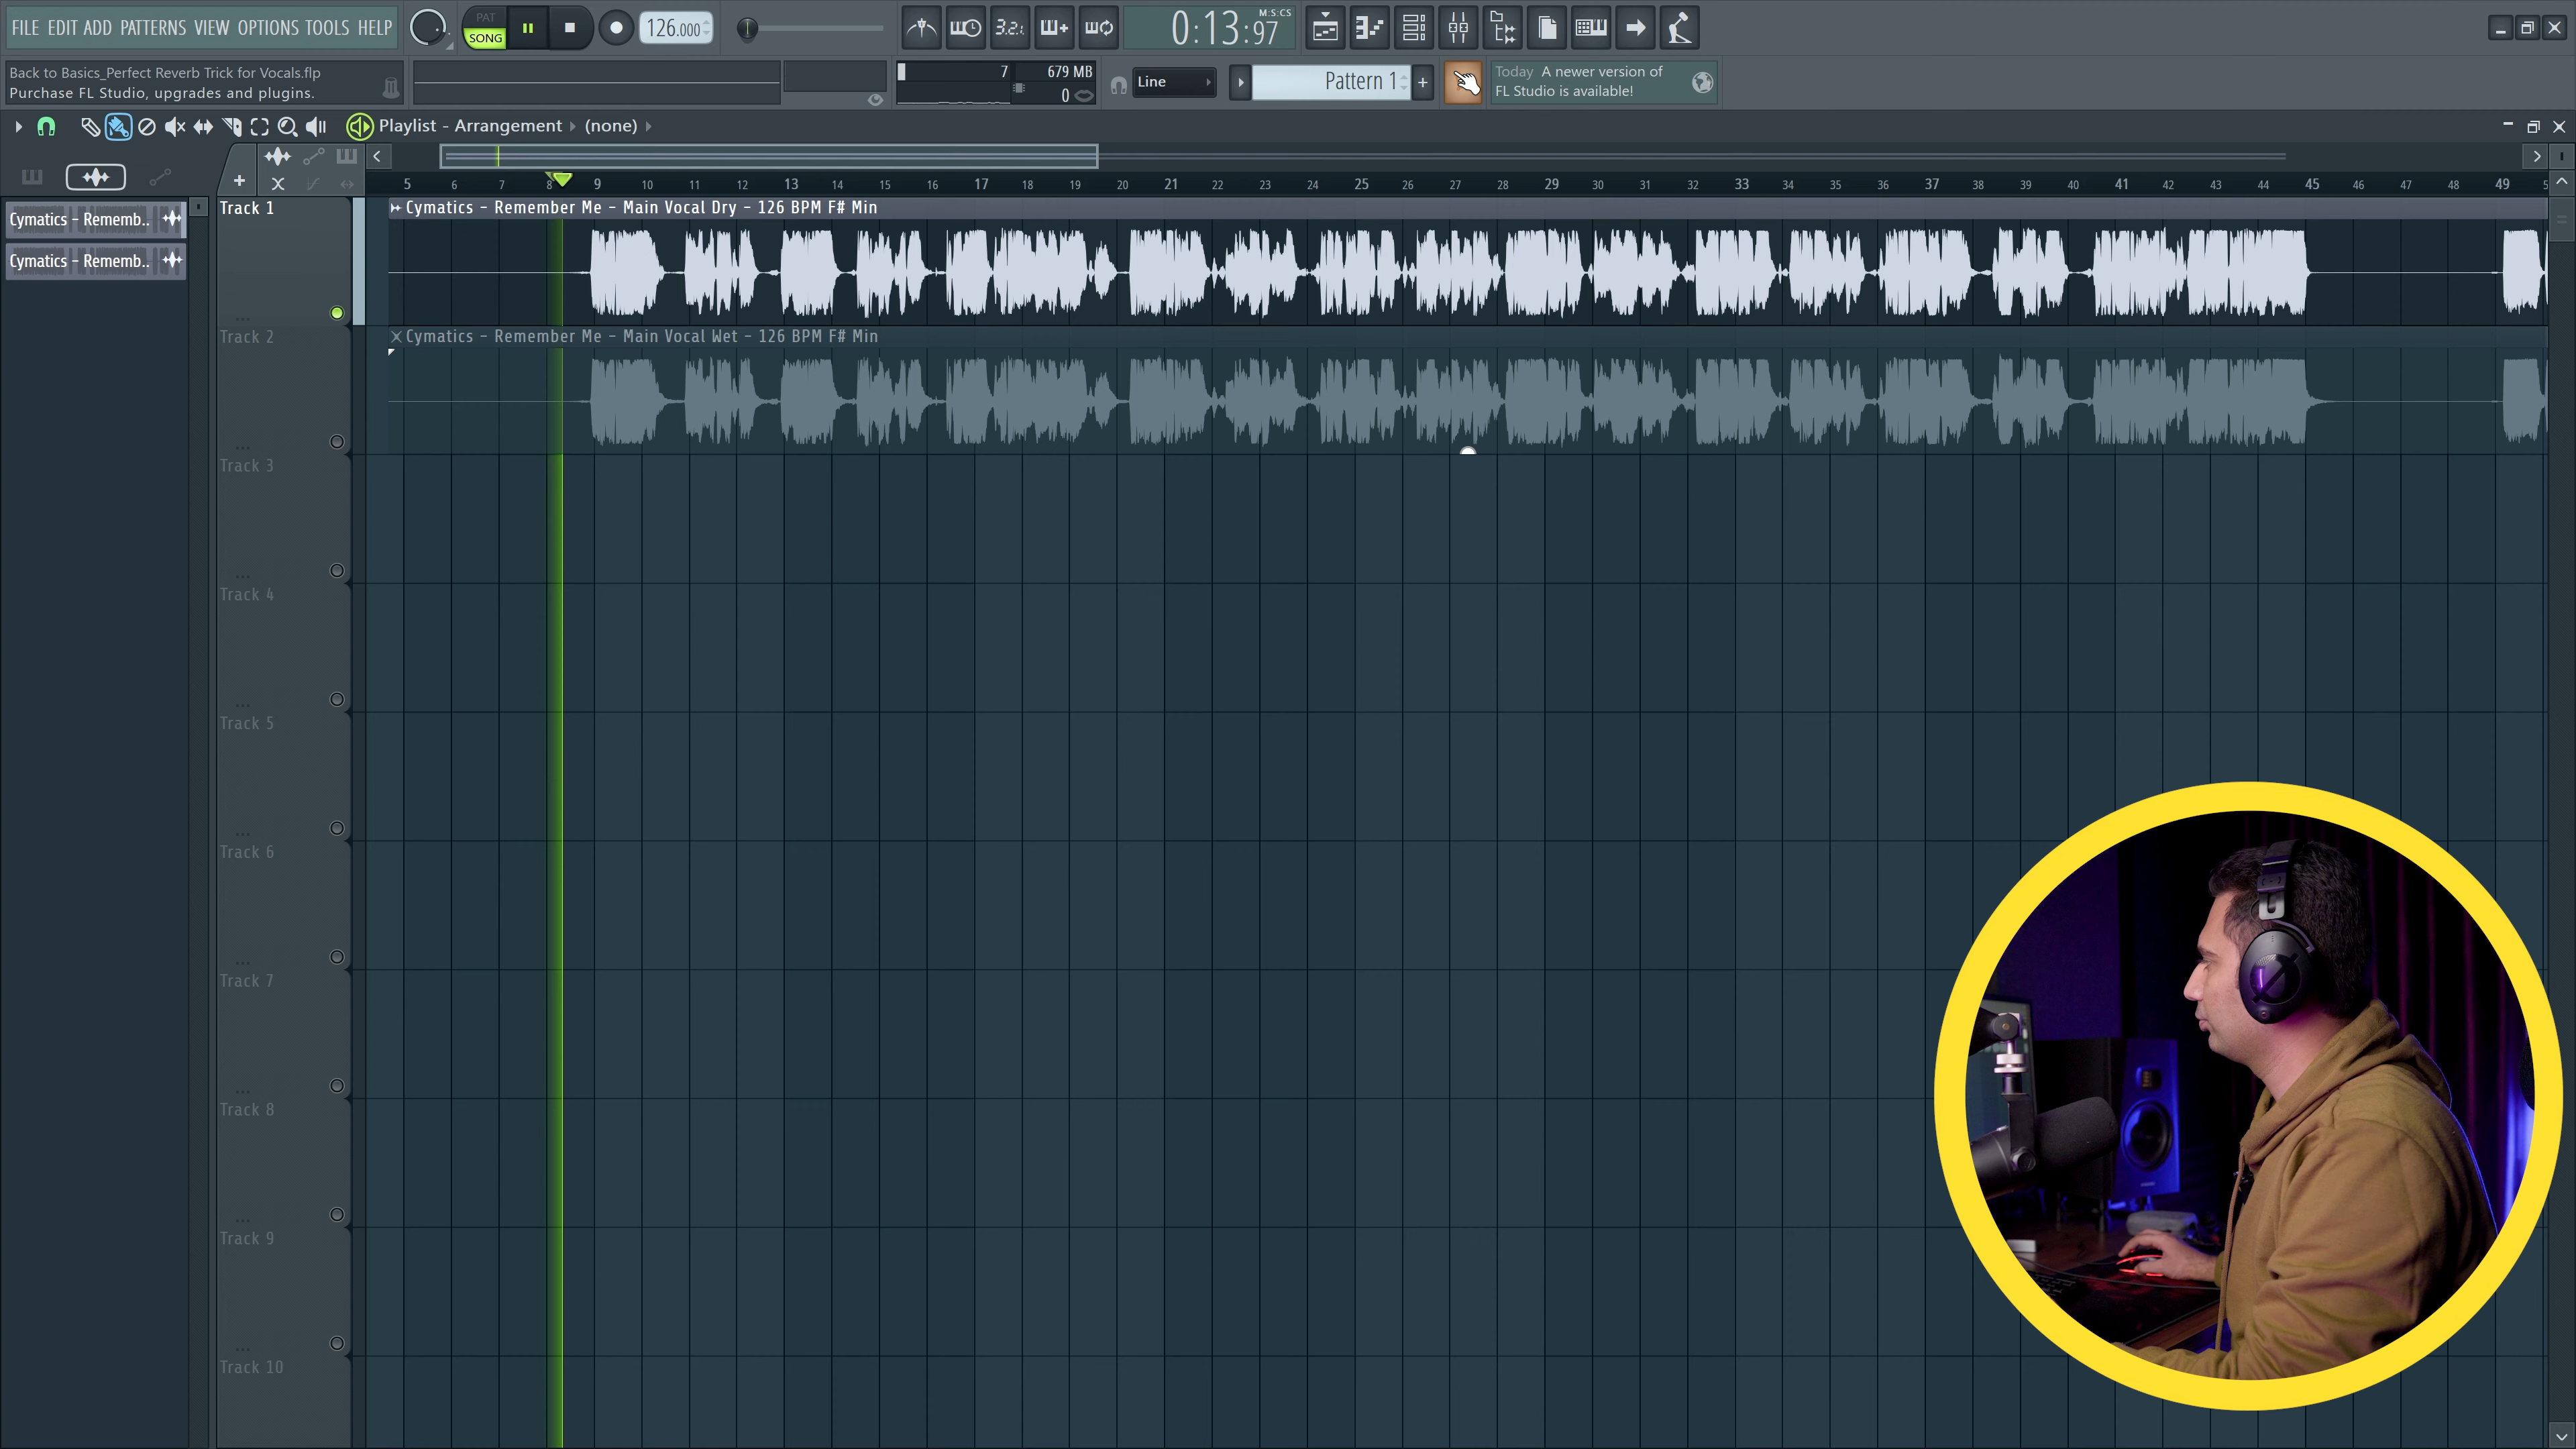 FILE EDIT ADD PATTERNS VIEW OPTIONS TOOLS HELP
PAT
SONG
126.000
3.2.
0:13:97
M:S:CS
Back to Basics_Perfect Reverb Trick for Vocals.flp
Purchase FL Studio, upgrades and plugins.
7
679 MB
0
Line
Pattern 1
Today A newer version of
FL Studio is available!
Playlist - Arrangement (none)
5 6 7 8 9 10 11 12 13 14 15 16 17 18 19 20 21 22 23 24 25 26 27 28 29 30 31 32 33 34 35 36 37 38 39 40 41 42 43 44 45 46 47 48 49 5
Cymatics - Rememb..
Cymatics - Rememb..
Track 1
Cymatics - Remember Me - Main Vocal Dry - 126 BPM F# Min
Track 2
Cymatics - Remember Me - Main Vocal Wet - 126 BPM F# Min
Track 3
Track 4
Track 5
Track 6
Track 7
Track 8
Track 9
Track 10